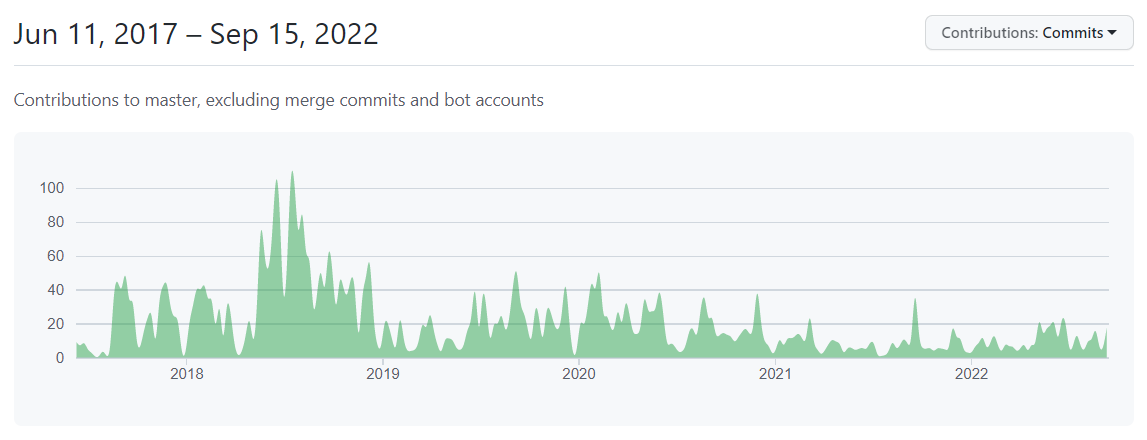 Jun 11, 2017 – Sep 15, 2022
Contributions: Commits
Contributions to master, excluding merge commits and bot accounts
100
80
60
40
20
0
2018 2019 2020 2021 2022